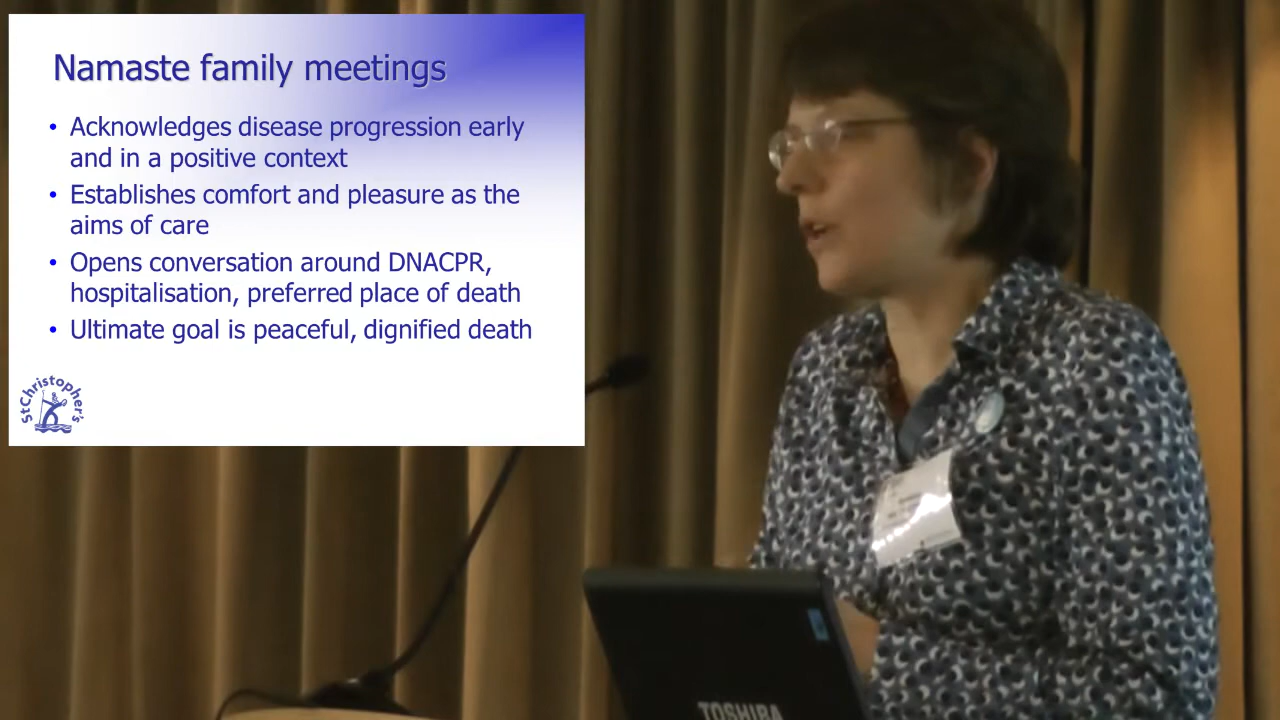 Namaste family meetings
• Acknowledges disease progression early
and in a positive context
• Establishes comfort and pleasure as the
aims of care
• Opens conversation around DNACPR,
hospitalisation, preferred place of death
• Ultimate goal is peaceful, dignified death
StChristopher's
TOSHIBA